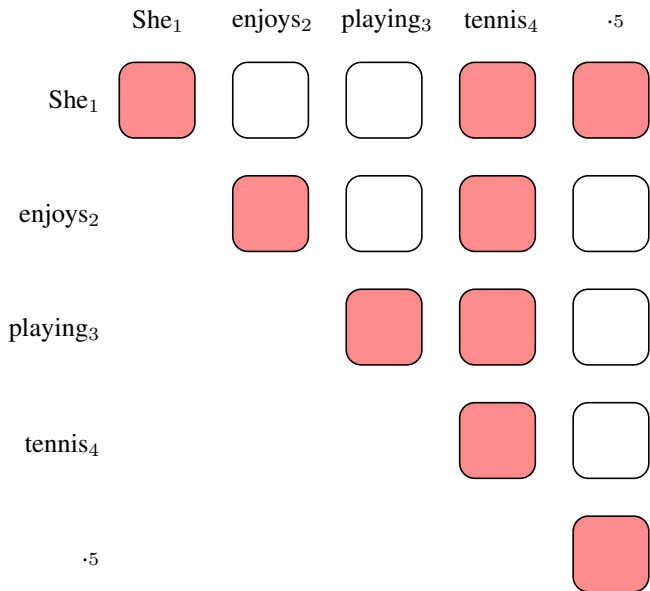 She₁ enjoys₂ playing₃ tennis₄ .₅
She₁
enjoys₂
playing₃
tennis₄
.₅